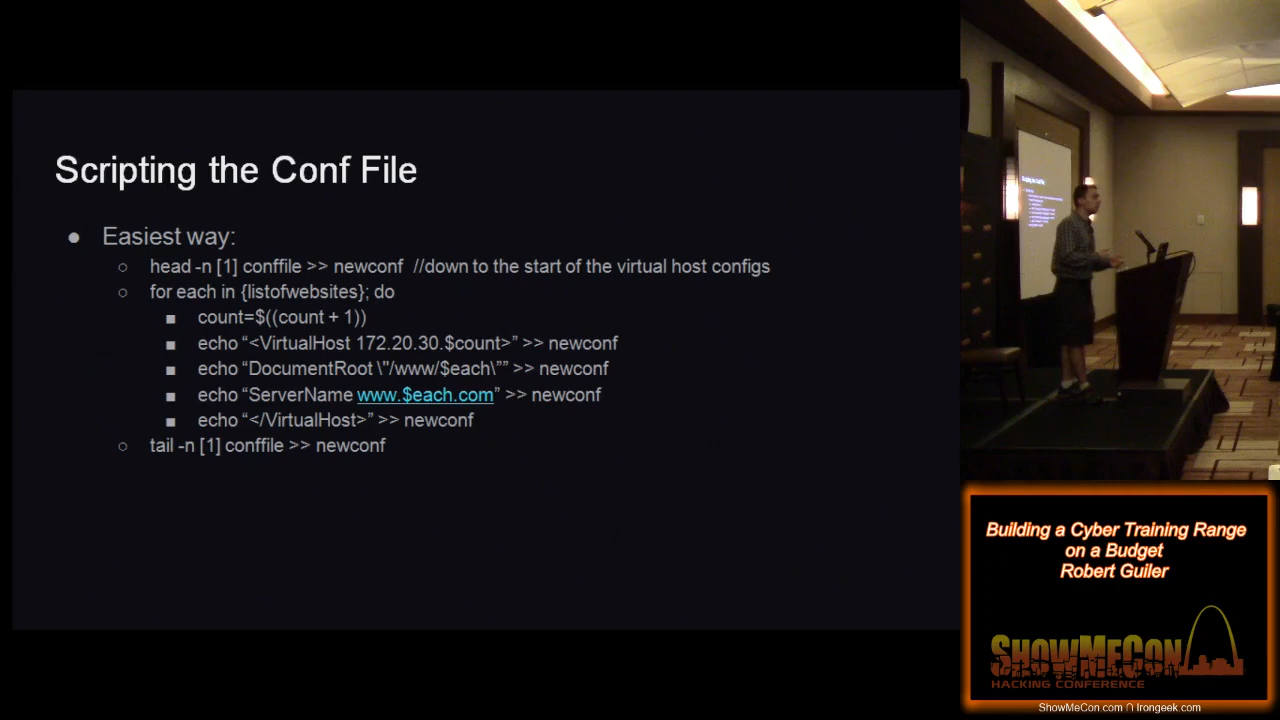 Scripting the Conf File
● Easiest way:
○ head -n [1] conffile >> newconf //down to the start of the virtual host configs
○ for each in {listofwebsites}; do
■ count=$((count + 1))
■ echo “<VirtualHost 172.20.30.$count>” >> newconf
■ echo “DocumentRoot \"/www/$each\”” >> newconf
■ echo “ServerName www.$each.com” >> newconf
■ echo “</VirtualHost>” >> newconf
○ tail -n [1] conffile >> newconf
Building a Cyber Training Range
on a Budget
Robert Guiler
ShowMeCon
HACKING CONFERENCE
ShowMeCon.com ∩ Irongeek.com